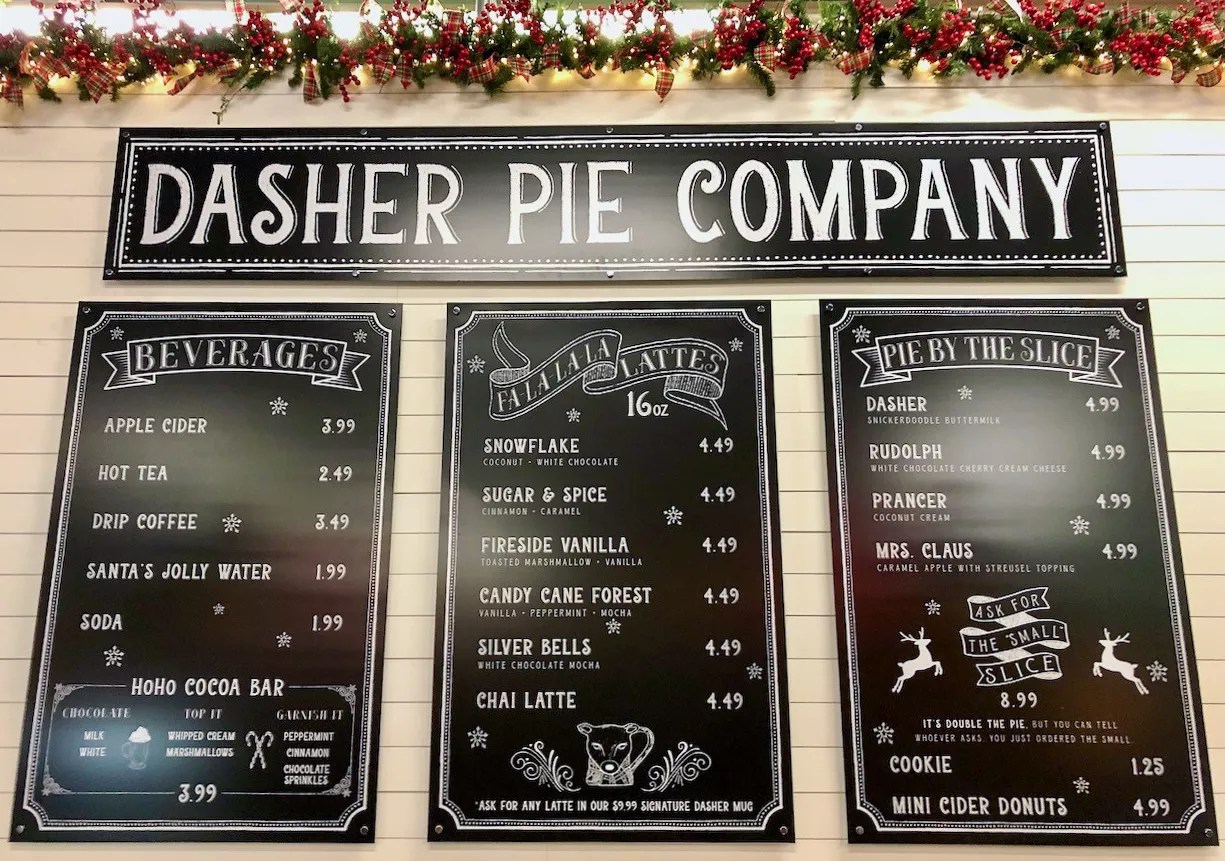 DASHER PIE COMPANY
BEVERAGES
APPLE CIDER 3.99
HOT TEA 2.49
DRIP COFFEE 3.49
SANTA'S JOLLY WATER 1.99
SODA 1.99
HOHO COCOA BAR
CHOCOLATE
MILK
WHITE
TOP IT
WHIPPED CREAM
MARSHMALLOWS
GARNISH IT
PEPPERMINT
CINNAMON
CHOCOLATE
SPRINKLES
3.99
FA-LA-LA-LA LATTES
16OZ
SNOWFLAKE 4.49
COCONUT - WHITE CHOCOLATE
SUGAR & SPICE 4.49
CINNAMON - CARAMEL
FIRESIDE VANILLA 4.49
TOASTED MARSHMALLOW - VANILLA
CANDY CANE FOREST 4.49
VANILLA - PEPPERMINT - MOCHA
SILVER BELLS 4.49
WHITE CHOCOLATE MOCHA
CHAI LATTE 4.49
*ASK FOR ANY LATTE IN OUR $9.99 SIGNATURE DASHER MUG
PIE BY THE SLICE
DASHER 4.99
SNICKERDOODLE BUTTERMILK
RUDOLPH 4.99
WHITE CHOCOLATE CHERRY CREAM CHEESE
PRANCER 4.99
COCONUT CREAM
MRS. CLAUS 4.99
CARAMEL APPLE WITH STREUSEL TOPPING
ASK FOR
THE "SMALL"
SLICE
8.99
IT'S DOUBLE THE PIE, BUT YOU CAN TELL
WHOEVER ASKS, YOU JUST ORDERED THE SMALL.
COOKIE 1.25
MINI CIDER DONUTS 4.99